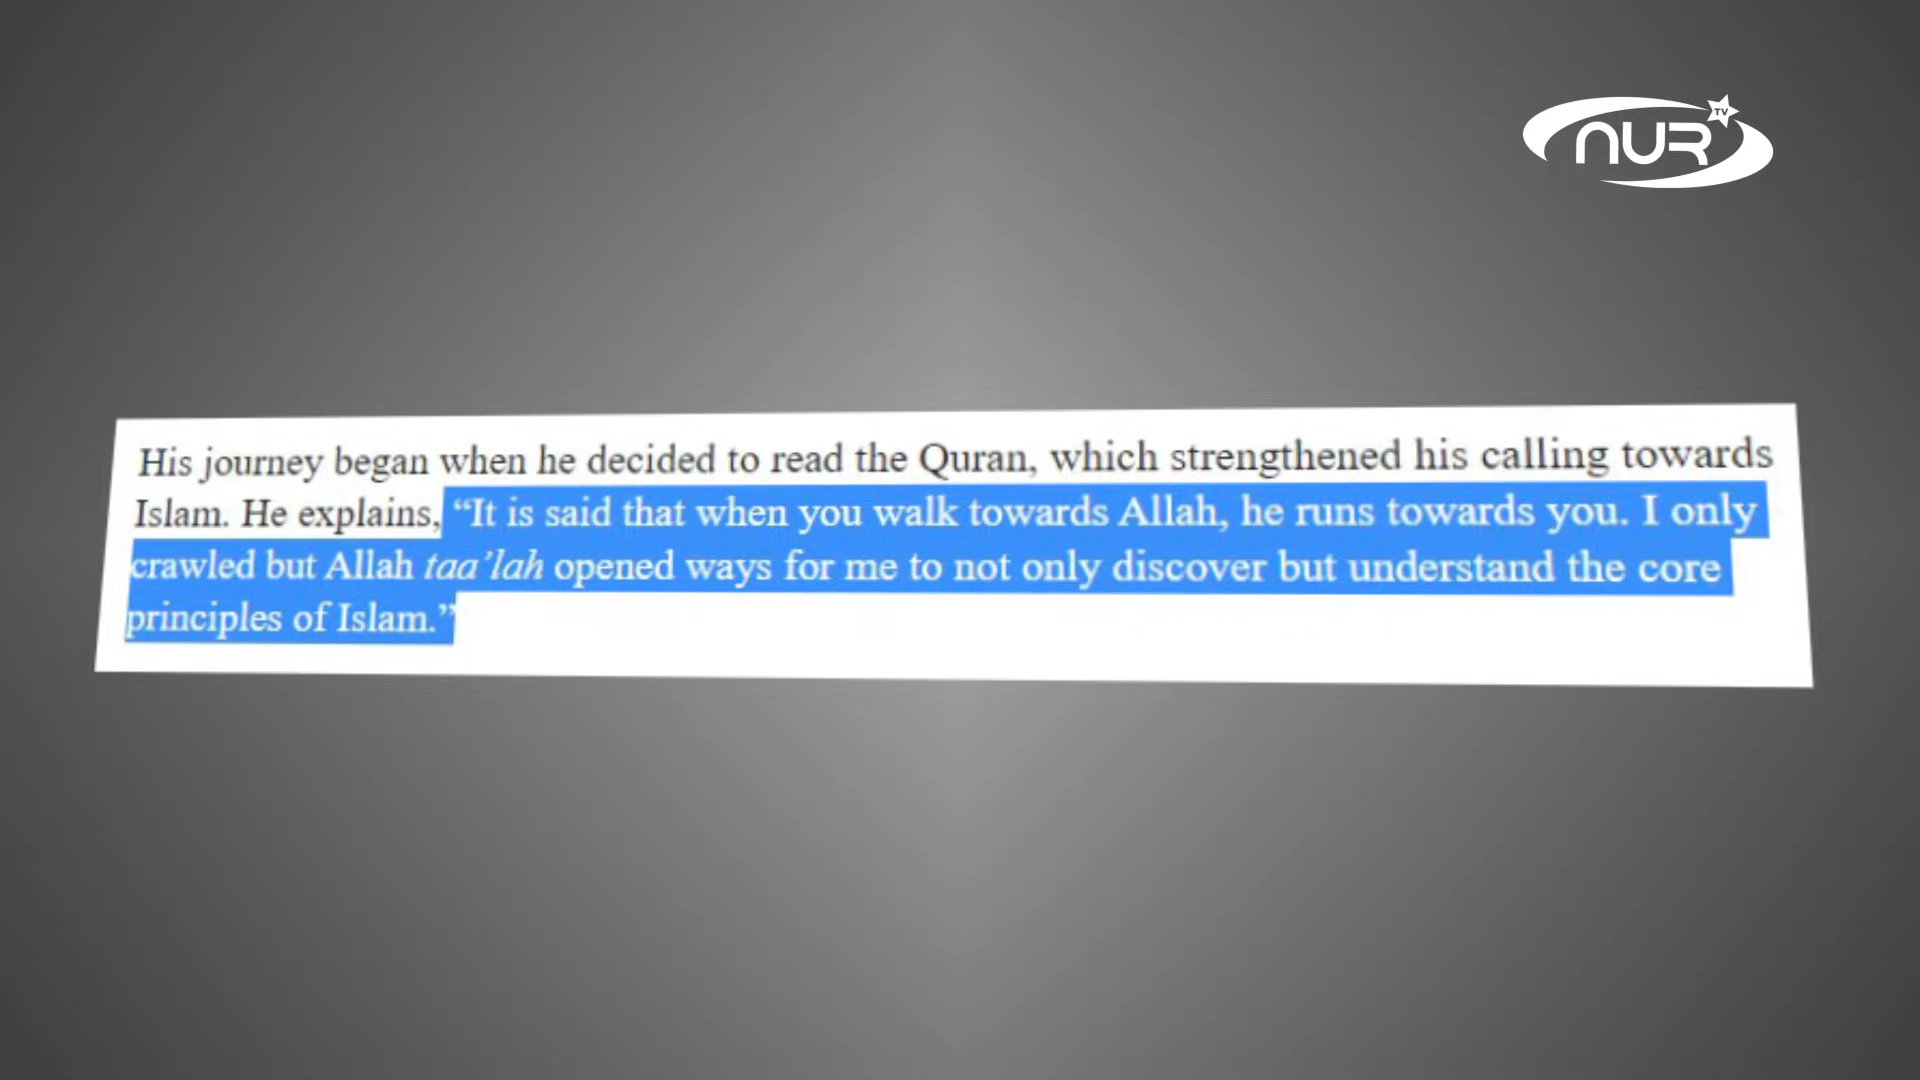 TV
NUR
His journey began when he decided to read the Quran, which strengthened his calling towards
Islam. He explains, “It is said that when you walk towards Allah, he runs towards you. I only
crawled but Allah taa’lah opened ways for me to not only discover but understand the core
principles of Islam.”